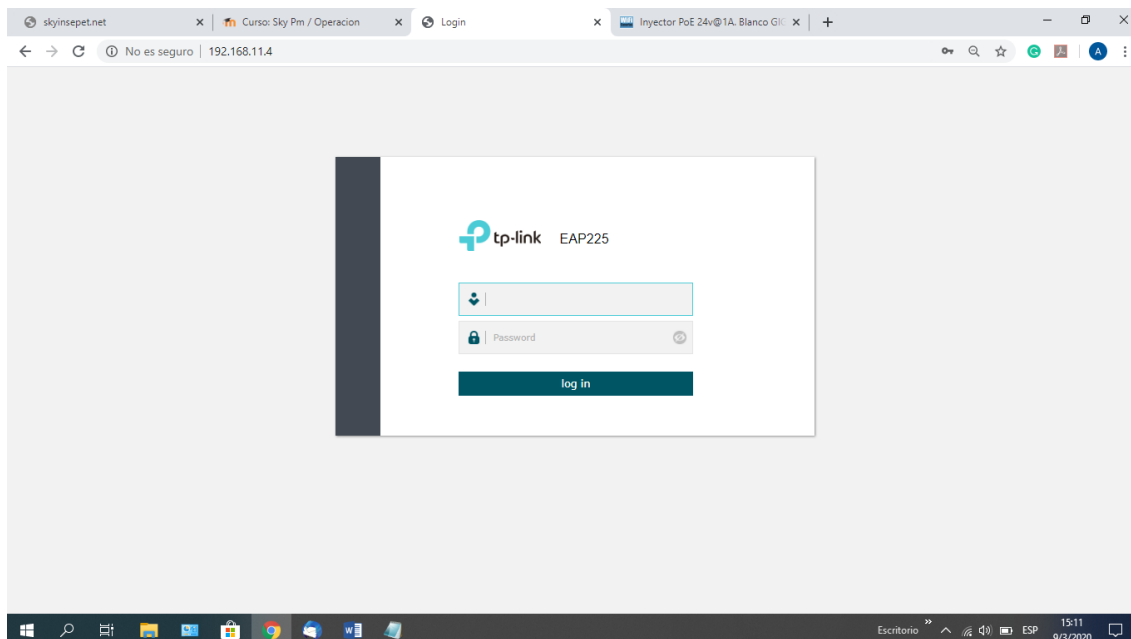 skyinsepet.net
Curso: Sky Pm / Operacion
Login
Inyector PoE 24v@1A. Blanco GIG
No es seguro | 192.168.11.4
A
tp-link EAP225
Password
log in
Escritorio
ESP
15:11
9/3/2020